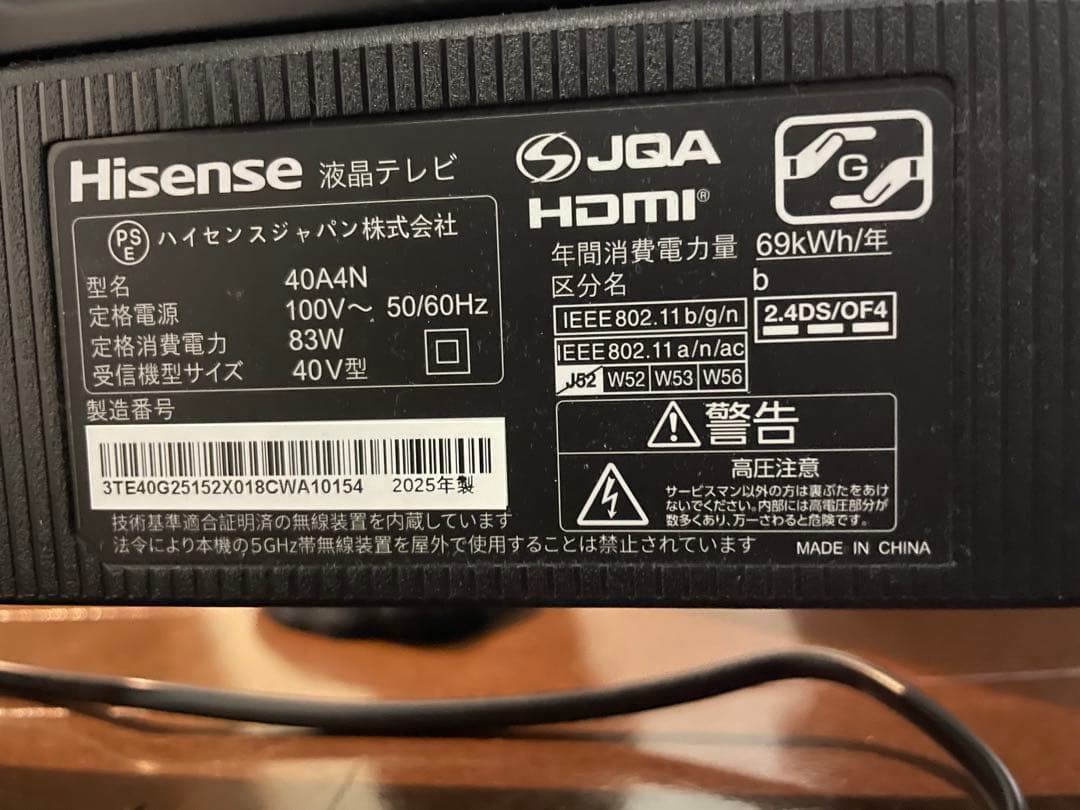 Hisense 液晶テレビ
PSE ハイセンスジャパン株式会社
型名 40A4N
定格電源 100V～ 50/60Hz
定格消費電力 83W
受信機型サイズ 40V型
製造番号
3TE40G25152X018CWA10154 2025年製
技術基準適合証明済の無線装置を内蔵しています
法令により本機の5GHz帯無線装置を屋外で使用することは禁止されています
JQA
HDMI®
G
年間消費電力量 69kWh/年
区分名 b
IEEE802.11b/g/n
2.4DS/OF4
IEEE802.11a/n/ac
J52 W52 W53 W56
警告
高圧注意
サービスマン以外の方は裏ぶたをあけ
ないでください。内部には高電圧部分が
数多くあり、万一さわると危険です。
MADE IN CHINA